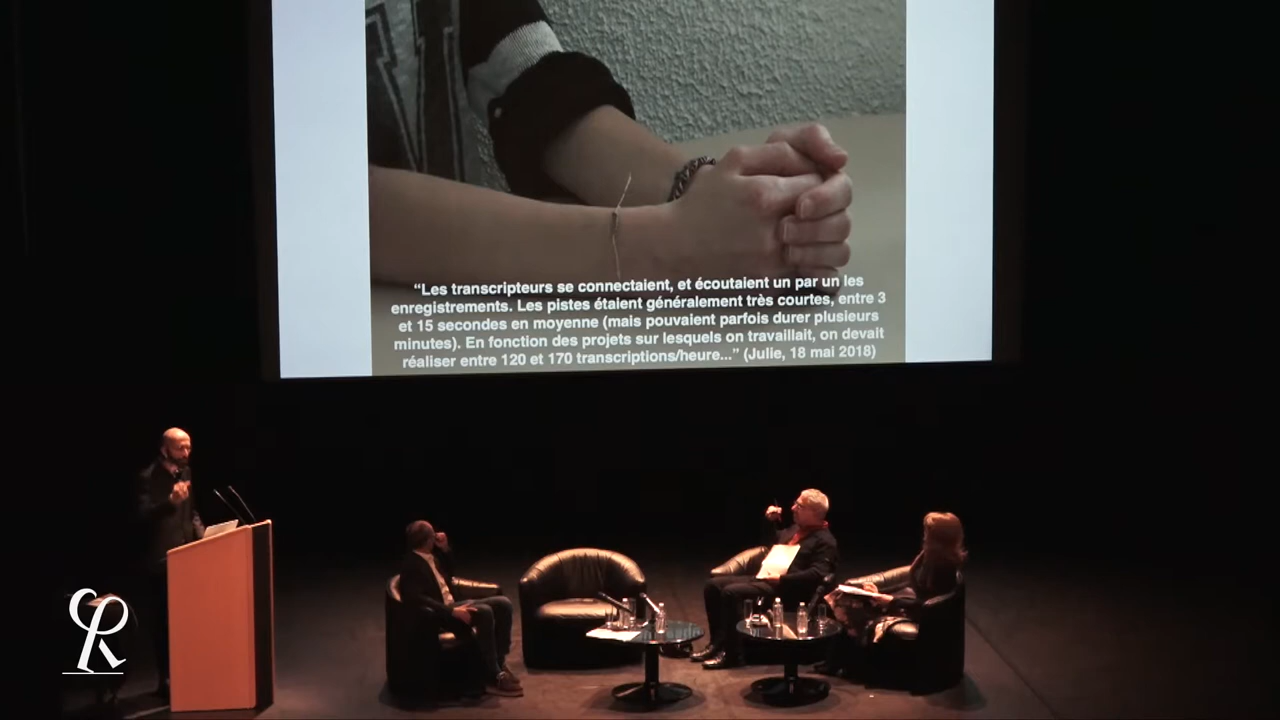 “Les transcripteurs se connectaient, et écoutaient un par un les
enregistrements. Les pistes étaient généralement très courtes, entre 3
et 15 secondes en moyenne (mais pouvaient parfois durer plusieurs
minutes). En fonction des projets sur lesquels on travaillait, on devait
réaliser entre 120 et 170 transcriptions/heure...” (Julie, 18 mai 2018)